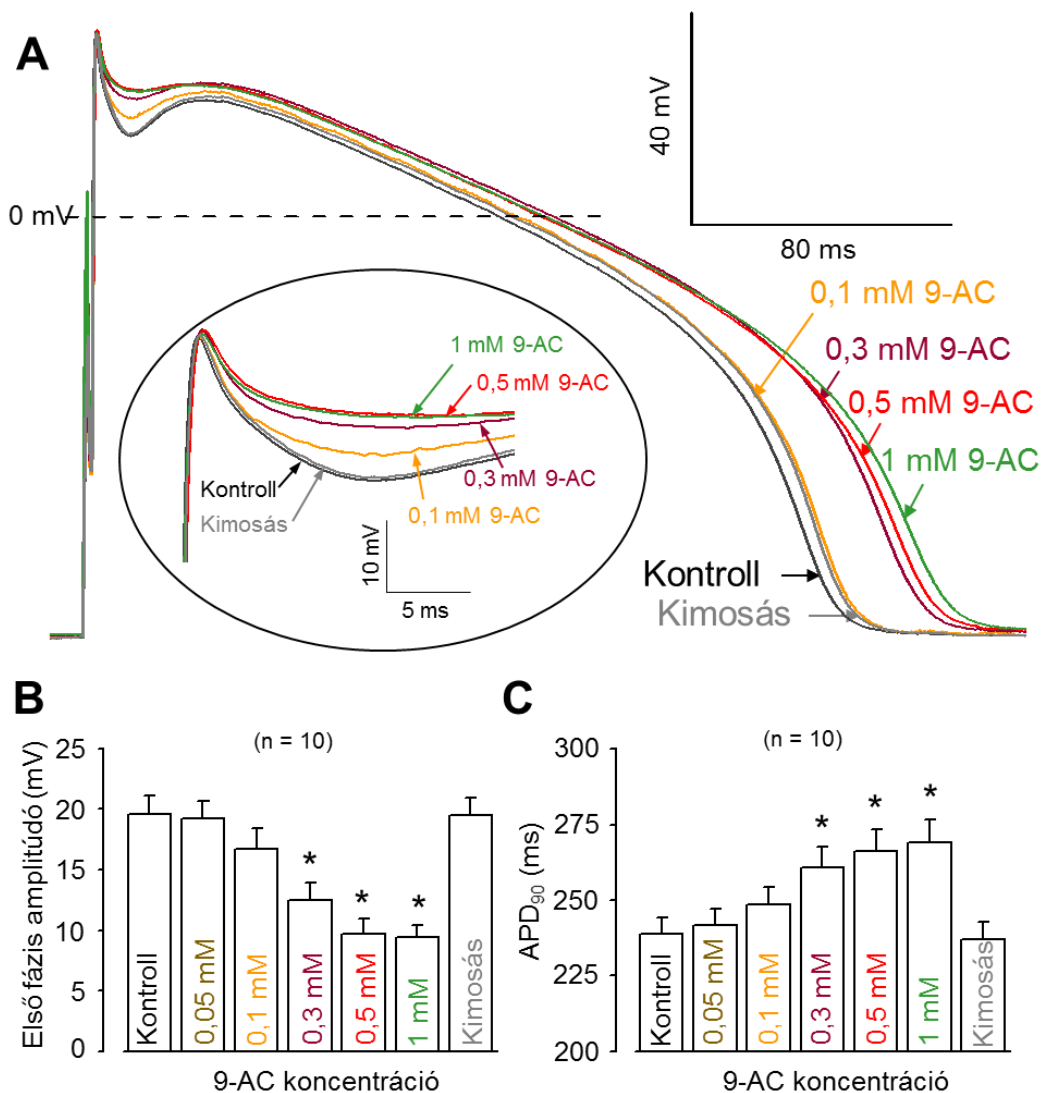 A
40 mV
80 ms
0 mV
0,1 mM 9-AC
0,3 mM 9-AC
0,5 mM 9-AC
1 mM 9-AC
Kontroll
Kimosás
1 mM 9-AC
0,5 mM 9-AC
0,3 mM 9-AC
0,1 mM 9-AC
Kontroll
Kimosás
10 mV
5 ms
B
(n = 10)
Első fázis amplitúdó (mV)
25
20
15
10
5
0
Kontroll
0,05 mM
0,1 mM
0,3 mM
0,5 mM
1 mM
Kimosás
*
*
*
9-AC koncentráció
C
(n = 10)
APD90 (ms)
300
275
250
225
200
Kontroll
0,05 mM
0,1 mM
0,3 mM
0,5 mM
1 mM
Kimosás
*
*
*
9-AC koncentráció